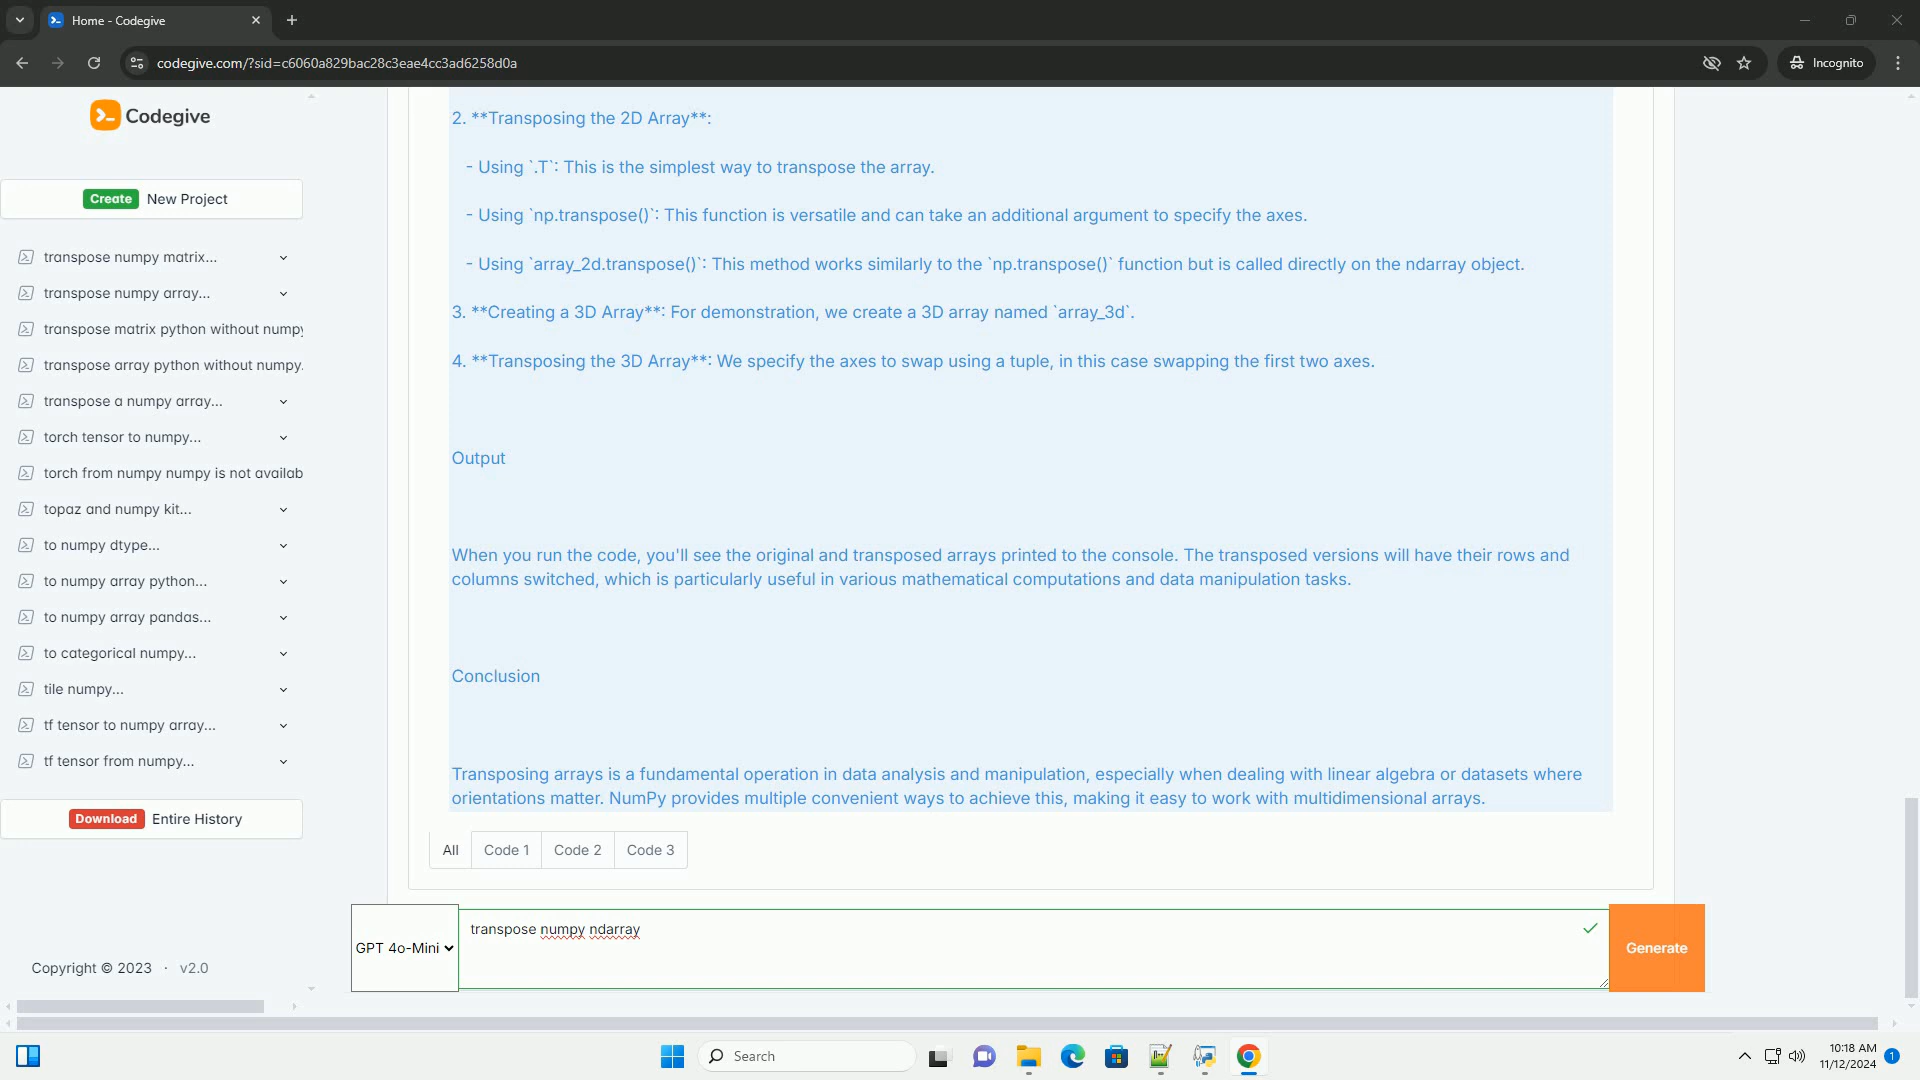 Home - Codegive
codegive.com/?sid=c6060a829bac28c3eae4cc3ad6258d0a
Incognito
Codegive
Create New Project
transpose numpy matrix...
transpose numpy array...
transpose matrix python without numpy
transpose array python without numpy.
transpose a numpy array...
torch tensor to numpy...
torch from numpy numpy is not availab
topaz and numpy kit...
to numpy dtype...
to numpy array python...
to numpy array pandas...
to categorical numpy...
tile numpy...
tf tensor to numpy array...
tf tensor from numpy...
Download Entire History
Copyright © 2023 · v2.0
2. **Transposing the 2D Array**:
- Using `.T`: This is the simplest way to transpose the array.
- Using `np.transpose()`: This function is versatile and can take an additional argument to specify the axes.
- Using `array_2d.transpose()`: This method works similarly to the `np.transpose()` function but is called directly on the ndarray object.
3. **Creating a 3D Array**: For demonstration, we create a 3D array named `array_3d`.
4. **Transposing the 3D Array**: We specify the axes to swap using a tuple, in this case swapping the first two axes.
Output
When you run the code, you'll see the original and transposed arrays printed to the console. The transposed versions will have their rows and
columns switched, which is particularly useful in various mathematical computations and data manipulation tasks.
Conclusion
Transposing arrays is a fundamental operation in data analysis and manipulation, especially when dealing with linear algebra or datasets where
orientations matter. NumPy provides multiple convenient ways to achieve this, making it easy to work with multidimensional arrays.
All Code 1 Code 2 Code 3
GPT 4o-Mini
transpose numpy ndarray
Generate
Search
10:18 AM
11/12/2024
1